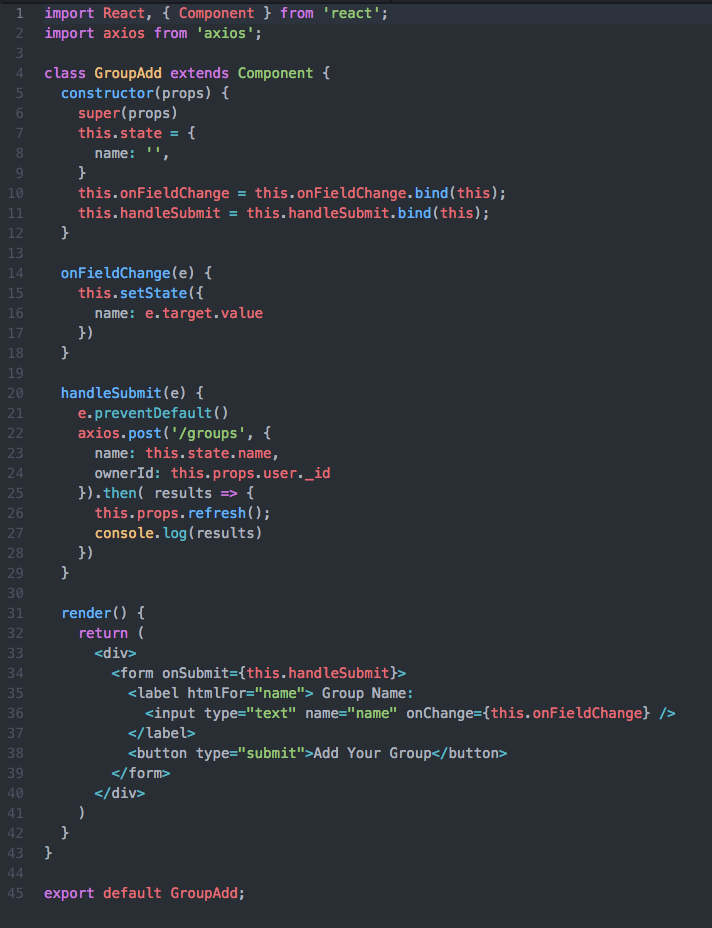 1 import React, { Component } from 'react';
2 import axios from 'axios';
3
4 class GroupAdd extends Component {
5   constructor(props) {
6     super(props)
7     this.state = {
8       name: '',
9     }
10     this.onFieldChange = this.onFieldChange.bind(this);
11     this.handleSubmit = this.handleSubmit.bind(this);
12   }
13
14   onFieldChange(e) {
15     this.setState({
16       name: e.target.value
17     })
18   }
19
20   handleSubmit(e) {
21     e.preventDefault()
22     axios.post('/groups', {
23       name: this.state.name,
24       ownerId: this.props.user._id
25     }).then( results => {
26       this.props.refresh();
27       console.log(results)
28     })
29   }
30
31   render() {
32     return (
33       <div>
34         <form onSubmit={this.handleSubmit}>
35           <label htmlFor="name"> Group Name:
36             <input type="text" name="name" onChange={this.onFieldChange} />
37           </label>
38           <button type="submit">Add Your Group</button>
39         </form>
40       </div>
41     )
42   }
43 }
44
45 export default GroupAdd;